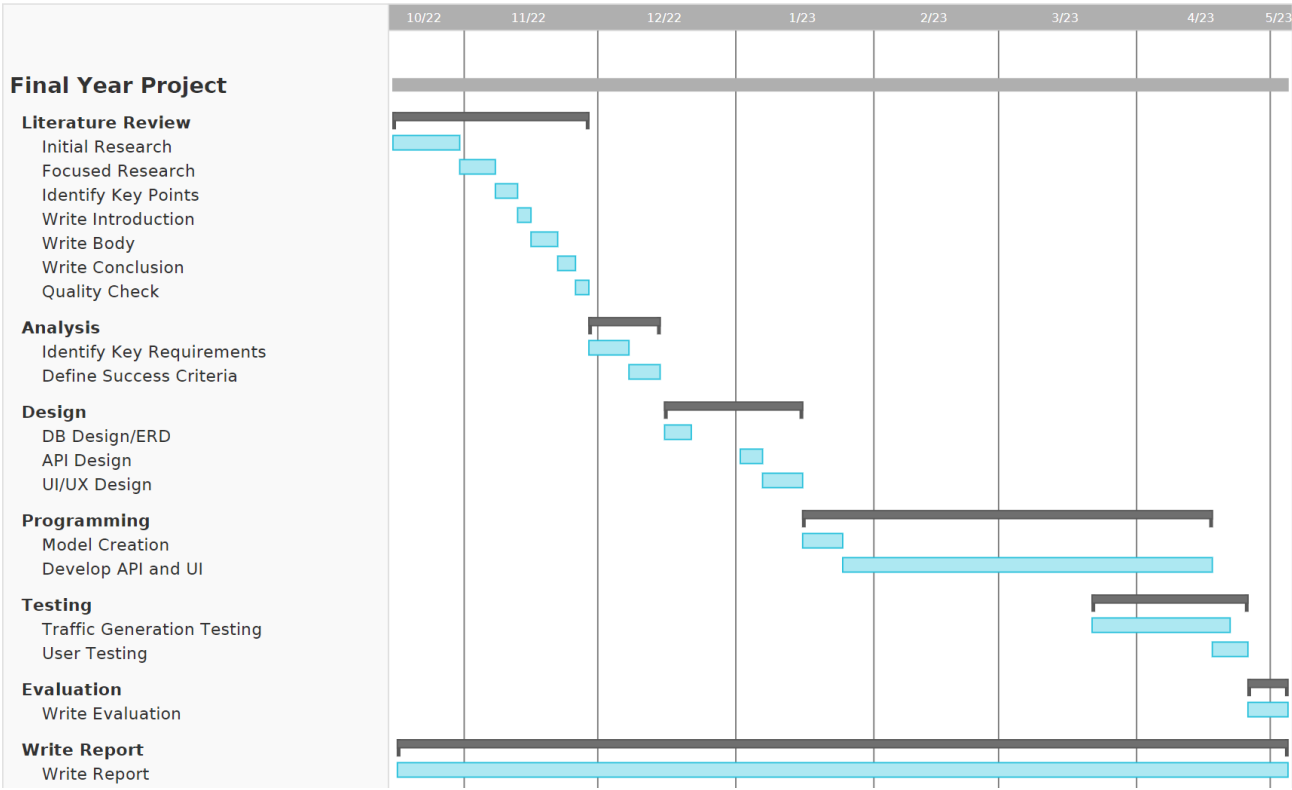 10/22 11/22 12/22 1/23 2/23 3/23 4/23 5/23
Final Year Project
Literature Review
Initial Research
Focused Research
Identify Key Points
Write Introduction
Write Body
Write Conclusion
Quality Check
Analysis
Identify Key Requirements
Define Success Criteria
Design
DB Design/ERD
API Design
UI/UX Design
Programming
Model Creation
Develop API and UI
Testing
Traffic Generation Testing
User Testing
Evaluation
Write Evaluation
Write Report
Write Report